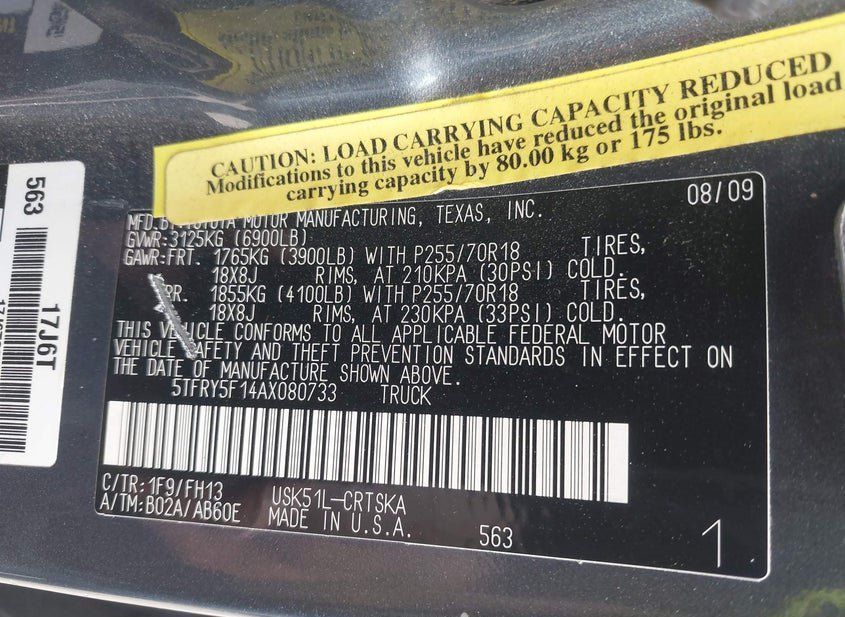 CAUTION: LOAD CARRYING CAPACITY REDUCED
Modifications to this vehicle have reduced the original load
carrying capacity by 80.00 kg or 175 lbs.
08/09
MFD.BY: TOYOTA MOTOR MANUFACTURING, TEXAS, INC.
GVWR:3125KG (6900LB)
GAWR:FRT. 1765KG (3900LB) WITH P255/70R18 TIRES,
18X8J RIMS, AT 210KPA (30PSI) COLD.
RR. 1855KG (4100LB) WITH P255/70R18 TIRES,
18X8J RIMS, AT 230KPA (33PSI) COLD.
THIS VEHICLE CONFORMS TO ALL APPLICABLE FEDERAL MOTOR
VEHICLE SAFETY AND THEFT PREVENTION STANDARDS IN EFFECT ON
THE DATE OF MANUFACTURE SHOWN ABOVE.
5TFRY5F14AX080733 TRUCK
C/TR:1F9/FH13 USK51L-CRTSKA
A/TM:B02A/AB60E MADE IN U.S.A. 563
1
563
17J6T